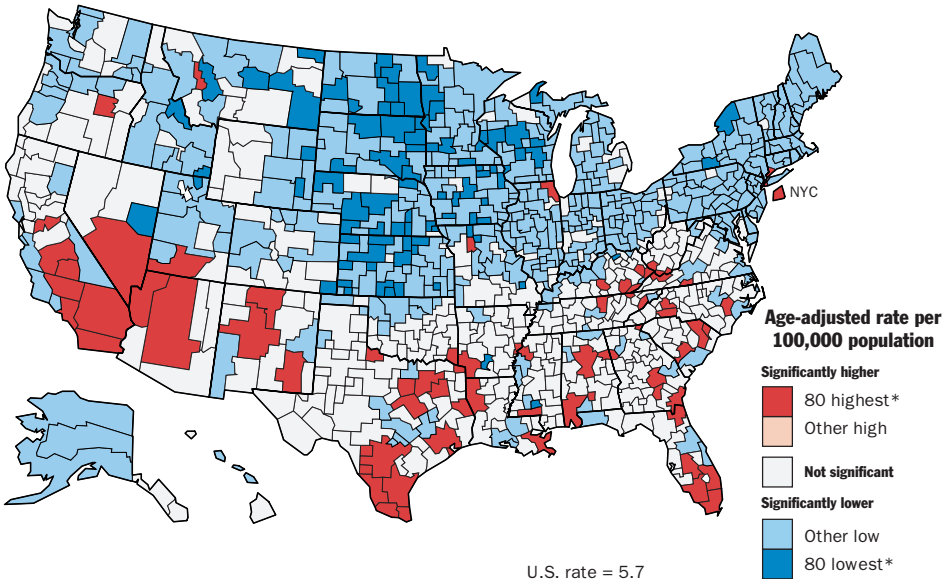 NYC
Age-adjusted rate per
100,000 population
Significantly higher
80 highest*
Other high
Not significant
Significantly lower
Other low
80 lowest*
U.S. rate = 5.7